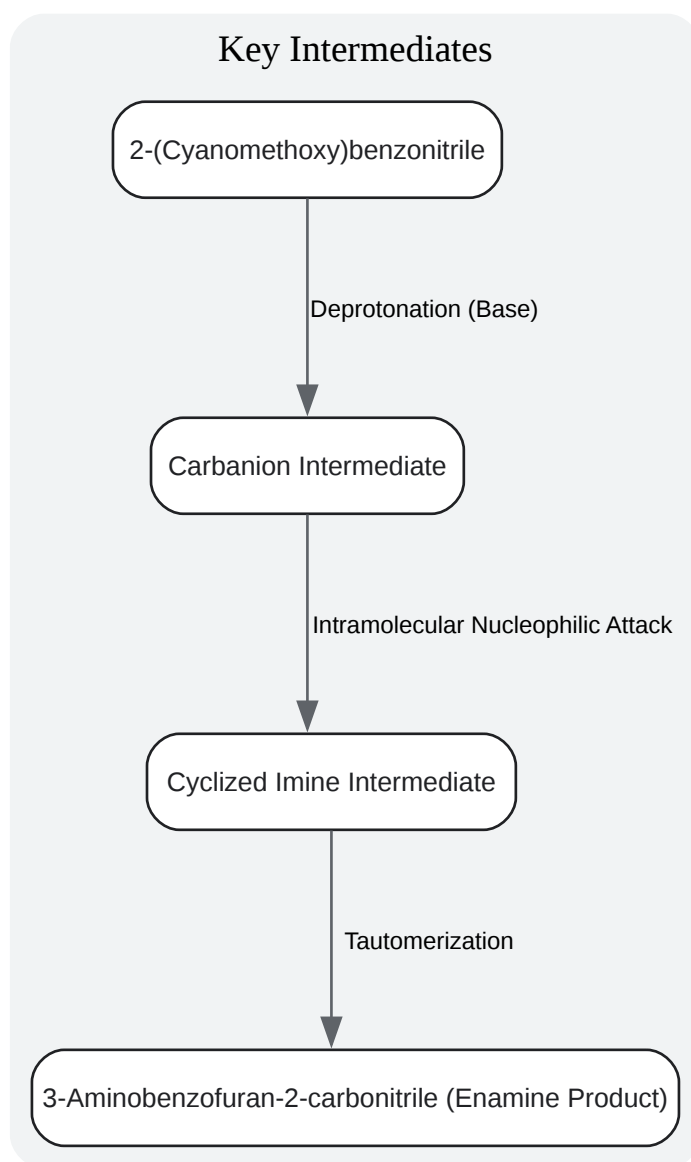 Key Intermediates
2-(Cyanomethoxy)benzonitrile
Deprotonation (Base)
Carbanion Intermediate
Intramolecular Nucleophilic Attack
Cyclized Imine Intermediate
Tautomerization
3-Aminobenzofuran-2-carbonitrile (Enamine Product)